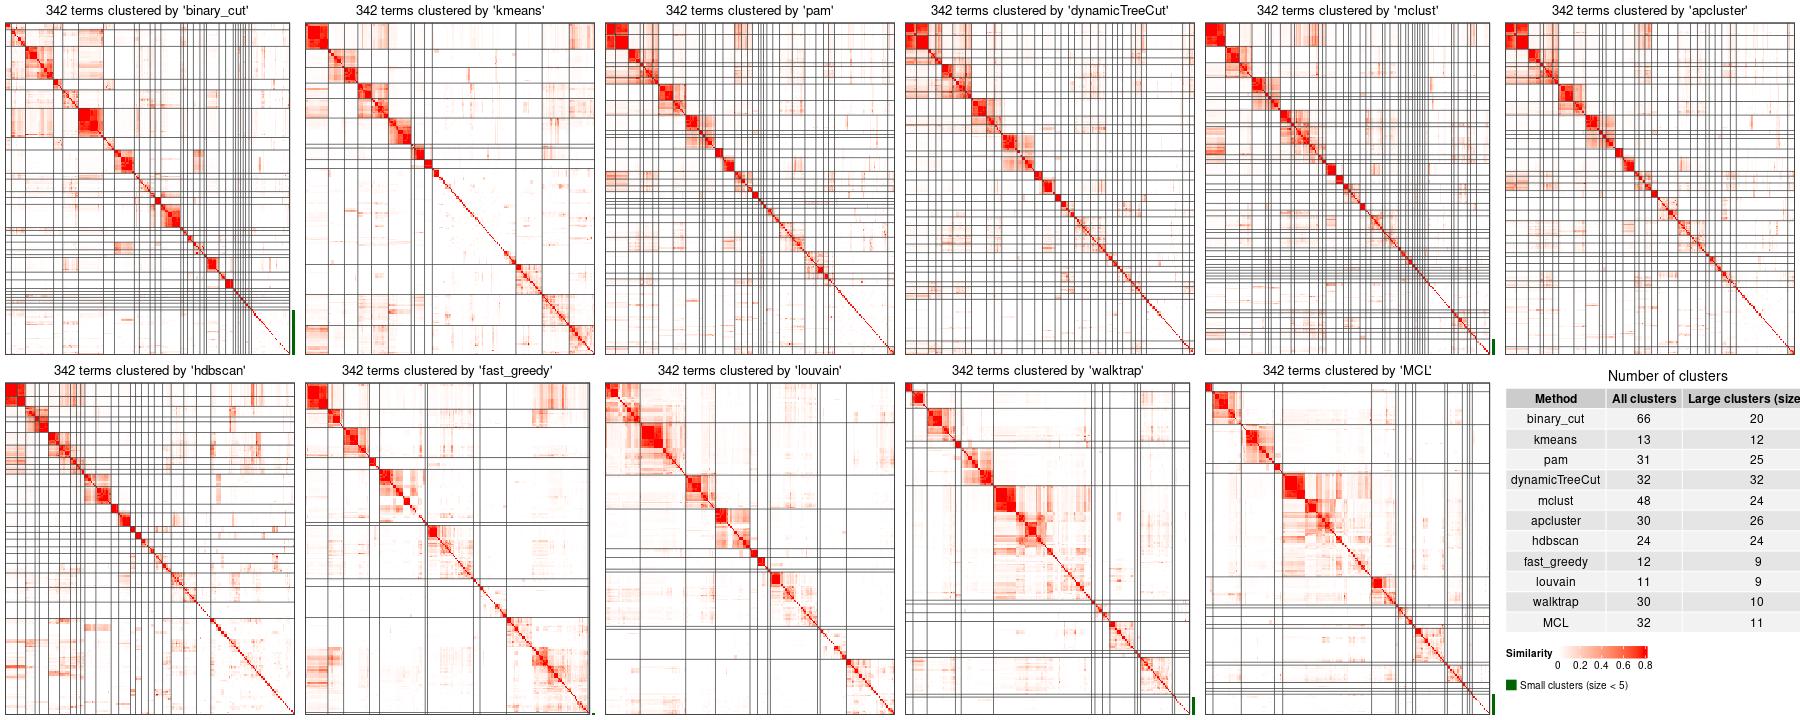 342 terms clustered by 'binary_cut'
342 terms clustered by 'kmeans'
342 terms clustered by 'pam'
342 terms clustered by 'dynamicTreeCut'
342 terms clustered by 'mclust'
342 terms clustered by 'apcluster'
342 terms clustered by 'hdbscan'
342 terms clustered by 'fast_greedy'
342 terms clustered by 'louvain'
342 terms clustered by 'walktrap'
342 terms clustered by 'MCL'
Number of clusters
Method All clusters Large clusters (size
binary_cut 66 20
kmeans 13 12
pam 31 25
dynamicTreeCut 32 32
mclust 48 24
apcluster 30 26
hdbscan 24 24
fast_greedy 12 9
louvain 11 9
walktrap 30 10
MCL 32 11
Similarity
0 0.2 0.4 0.6 0.8
Small clusters (size < 5)